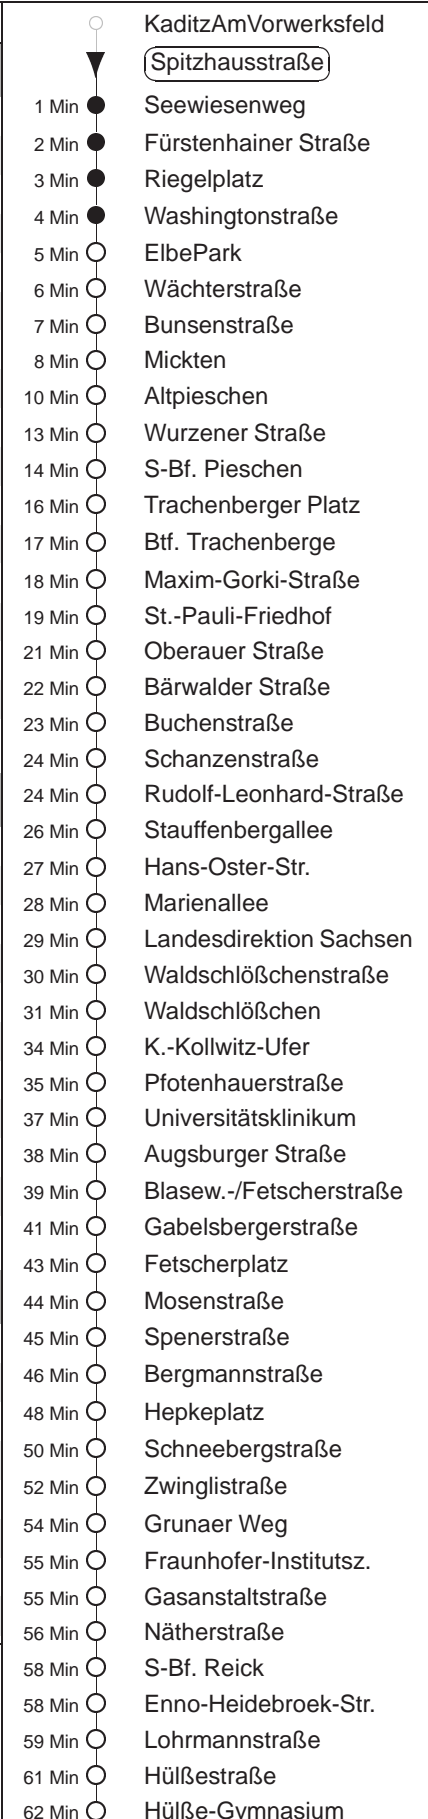 KaditzAmVorwerksfeld
Spitzhausstraße
1 Min Seewiesenweg
2 Min Fürstenhainer Straße
3 Min Riegelplatz
4 Min Washingtonstraße
5 Min ElbePark
6 Min Wächterstraße
7 Min Bunsenstraße
8 Min Mickten
10 Min Altpieschen
13 Min Wurzener Straße
14 Min S-Bf. Pieschen
16 Min Trachenberger Platz
17 Min Btf. Trachenberge
18 Min Maxim-Gorki-Straße
19 Min St.-Pauli-Friedhof
21 Min Oberauer Straße
22 Min Bärwalder Straße
23 Min Buchenstraße
24 Min Schanzenstraße
24 Min Rudolf-Leonhard-Straße
26 Min Stauffenbergallee
27 Min Hans-Oster-Str.
28 Min Marienallee
29 Min Landesdirektion Sachsen
30 Min Waldschlößchenstraße
31 Min Waldschlößchen
34 Min K.-Kollwitz-Ufer
35 Min Pfotenhauerstraße
37 Min Universitätsklinikum
38 Min Augsburger Straße
39 Min Blasew.-/Fetscherstraße
41 Min Gabelsbergerstraße
43 Min Fetscherplatz
44 Min Mosenstraße
45 Min Spenerstraße
46 Min Bergmannstraße
48 Min Hepkeplatz
50 Min Schneebergstraße
52 Min Zwinglistraße
54 Min Grunaer Weg
55 Min Fraunhofer-Institutsz.
55 Min Gasanstaltstraße
56 Min Nätherstraße
58 Min S-Bf. Reick
58 Min Enno-Heidebroek-Str.
59 Min Lohrmannstraße
61 Min Hülßestraße
62 Min Hülße-Gymnasium